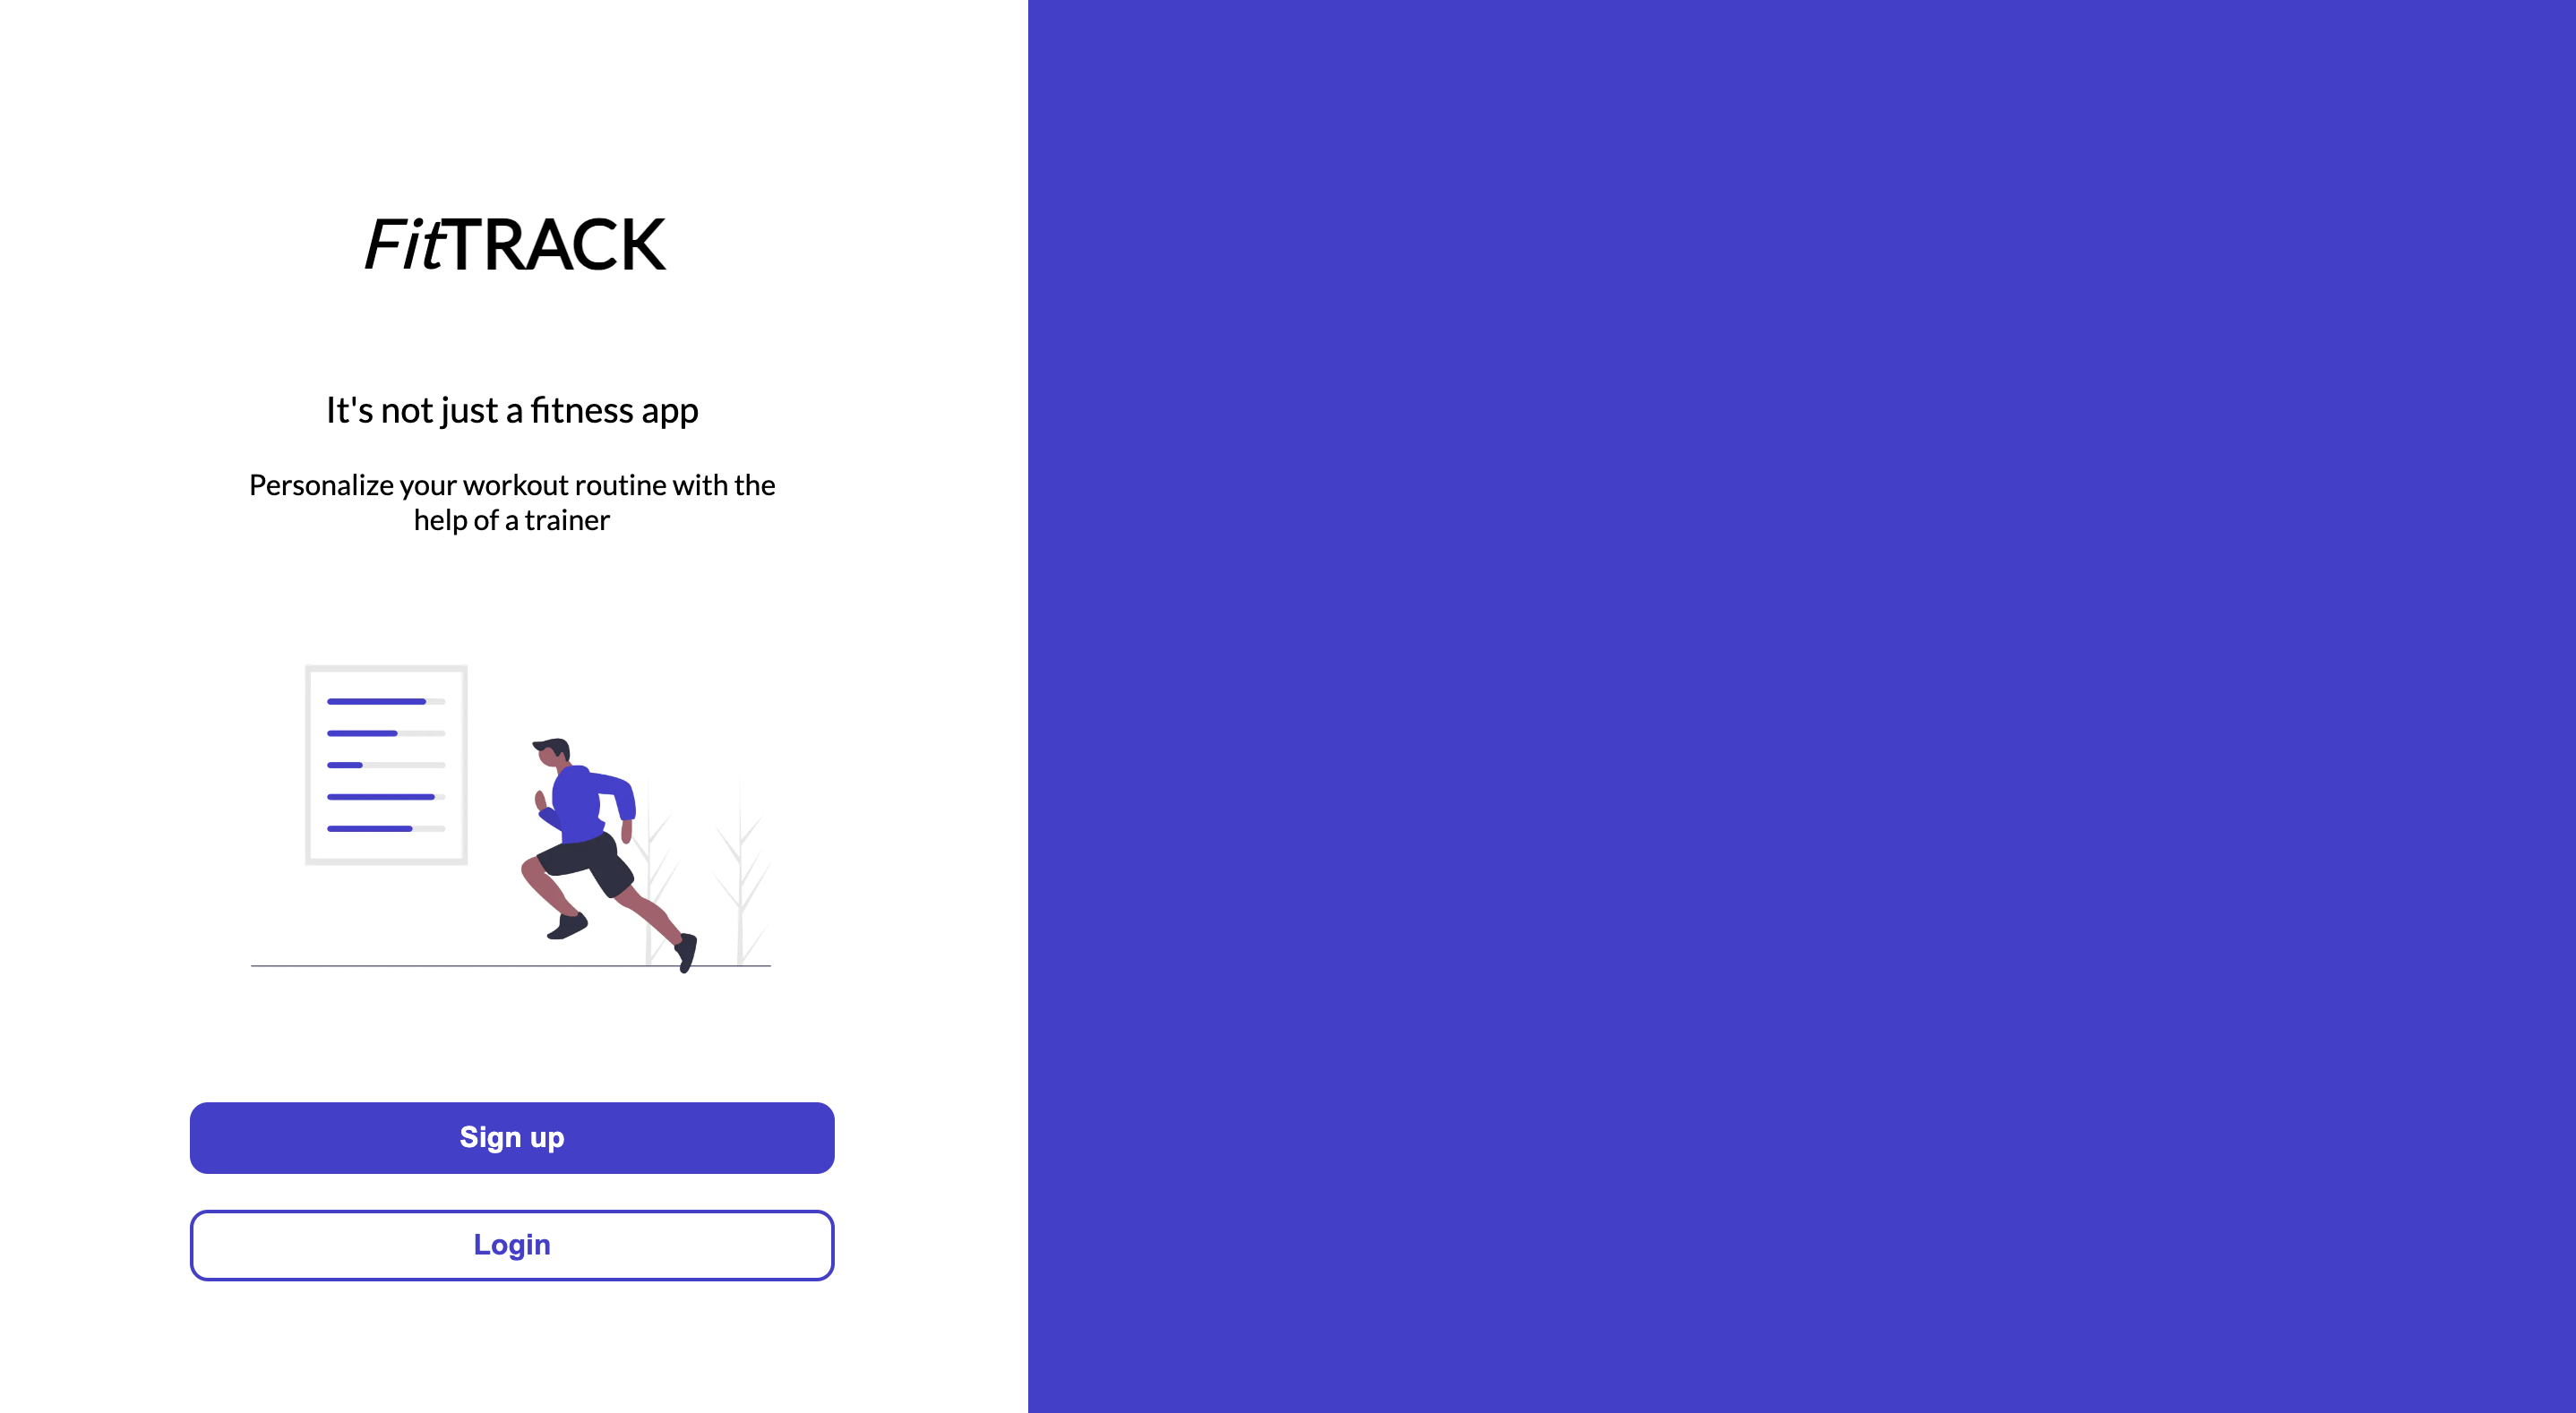 FitTRACK
It's not just a fitness app
Personalize your workout routine with the
help of a trainer
Sign up
Login